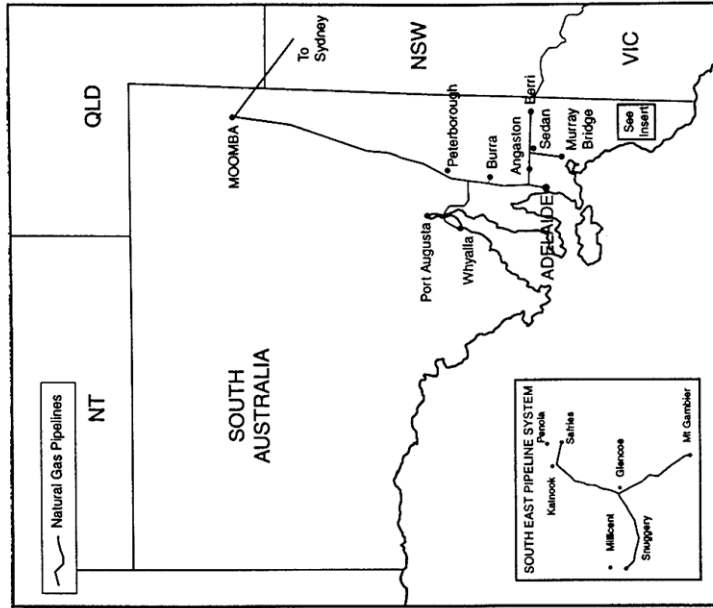 Natural Gas Pipelines
NT
QLD
MOOMBA
To
Sydney
SOUTH
AUSTRALIA
NSW
Peterborough
Port Augusta
Burra
Whyalla
Angaston
Berri
Sedan
ADELAIDE
Murray
Bridge
VIC
See
Insert
SOUTH EAST PIPELINE SYSTEM
Penola
Katnook
Safries
Glencoe
Millicent
Snuggery
Mt Gambier